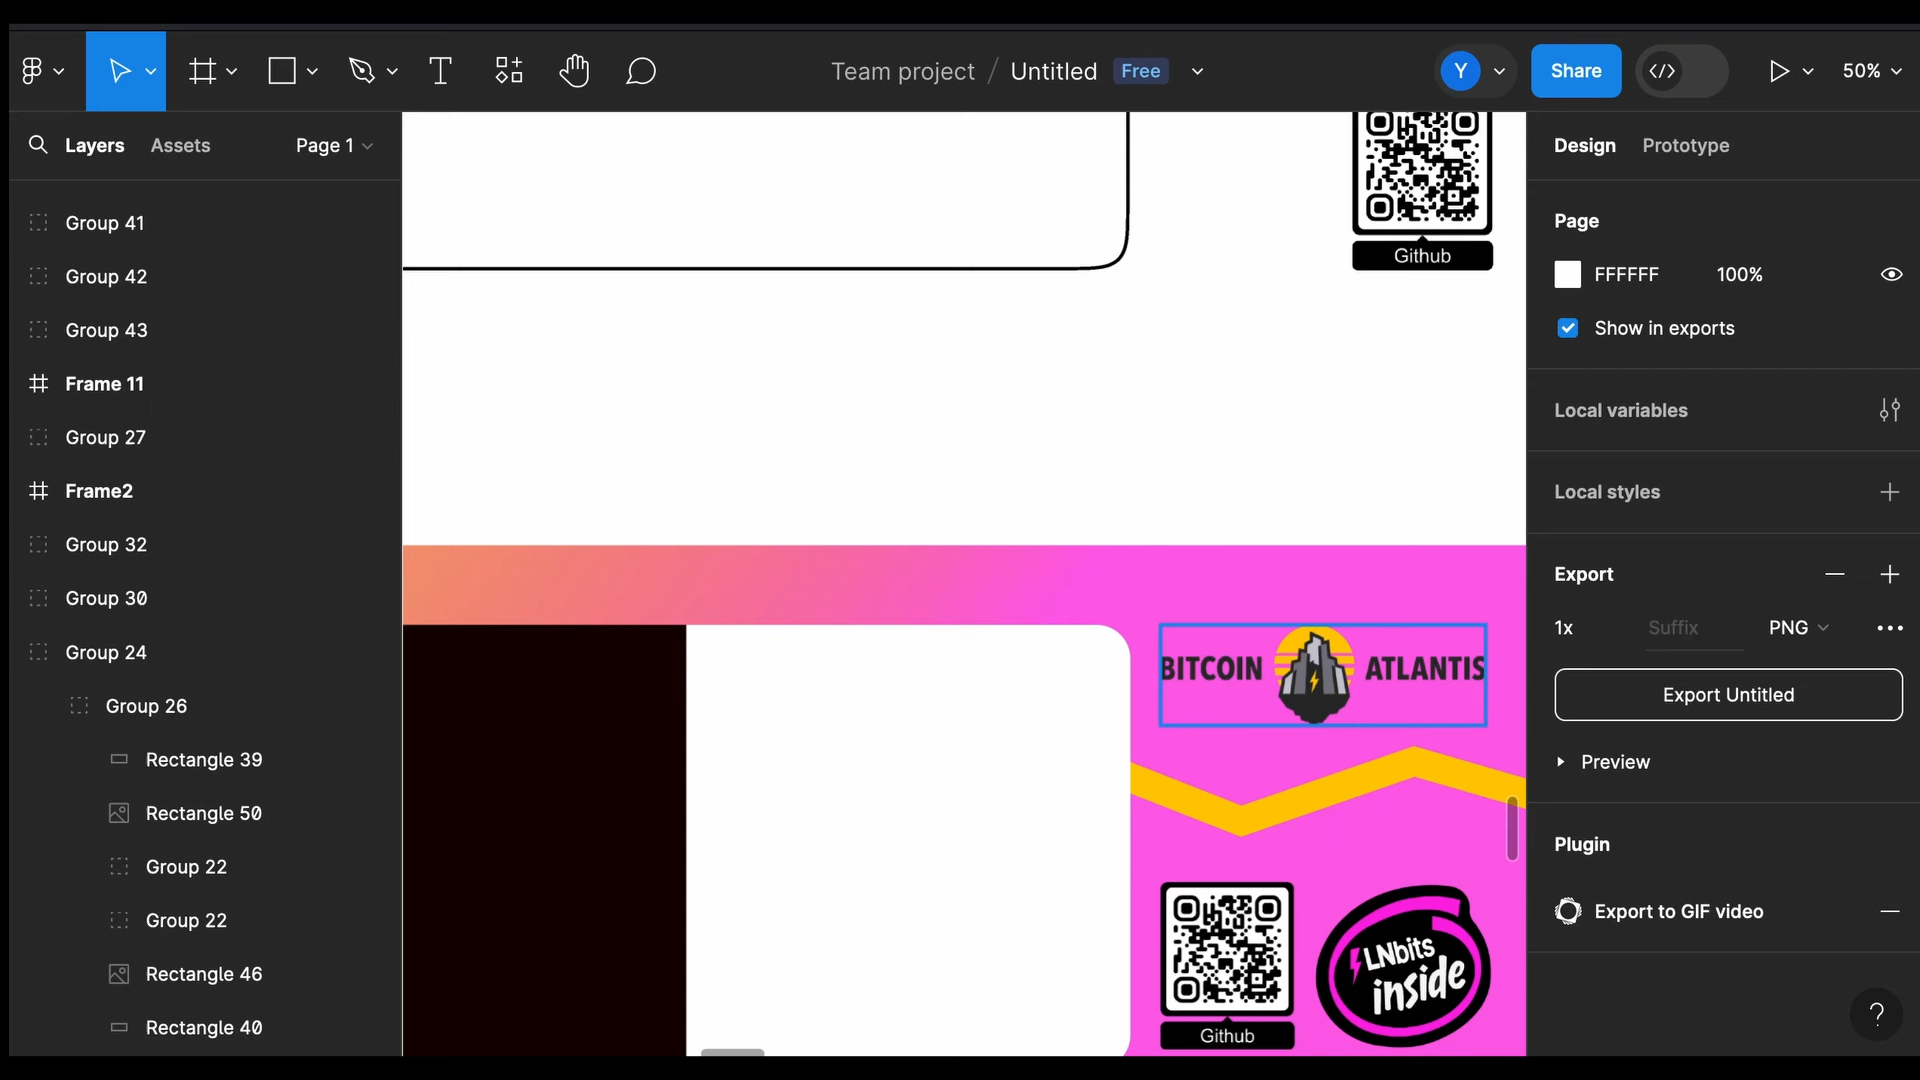 Team project / Untitled Free
Y
Share
50%
Layers
Assets
Page 1
Group 41
Group 42
Group 43
Frame 11
Group 27
Frame2
Group 32
Group 30
Group 24
Group 26
Rectangle 39
Rectangle 50
Group 22
Group 22
Rectangle 46
Rectangle 40
Github
BITCOIN ATLANTIS
Github
LNbits
inside
Design
Prototype
Page
FFFFFF 100%
Show in exports
Local variables
Local styles
Export
1x Suffix PNG
Export Untitled
Preview
Plugin
Export to GIF video
?